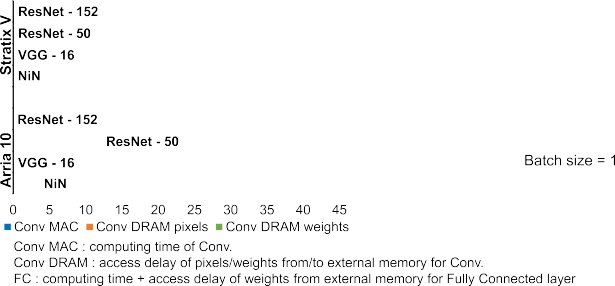 Stratix V
ResNet - 152
ResNet - 50
VGG - 16
NiN
Arria 10
ResNet - 152
ResNet - 50
VGG - 16
NiN
Batch size = 1
0 5 10 15 20 25 30 35 40 45
Conv MAC Conv DRAM pixels Conv DRAM weights
Conv MAC : computing time of Conv.
Conv DRAM : access delay of pixels/weights from/to external memory for Conv.
FC : computing time + access delay of weights from external memory for Fully Connected layer